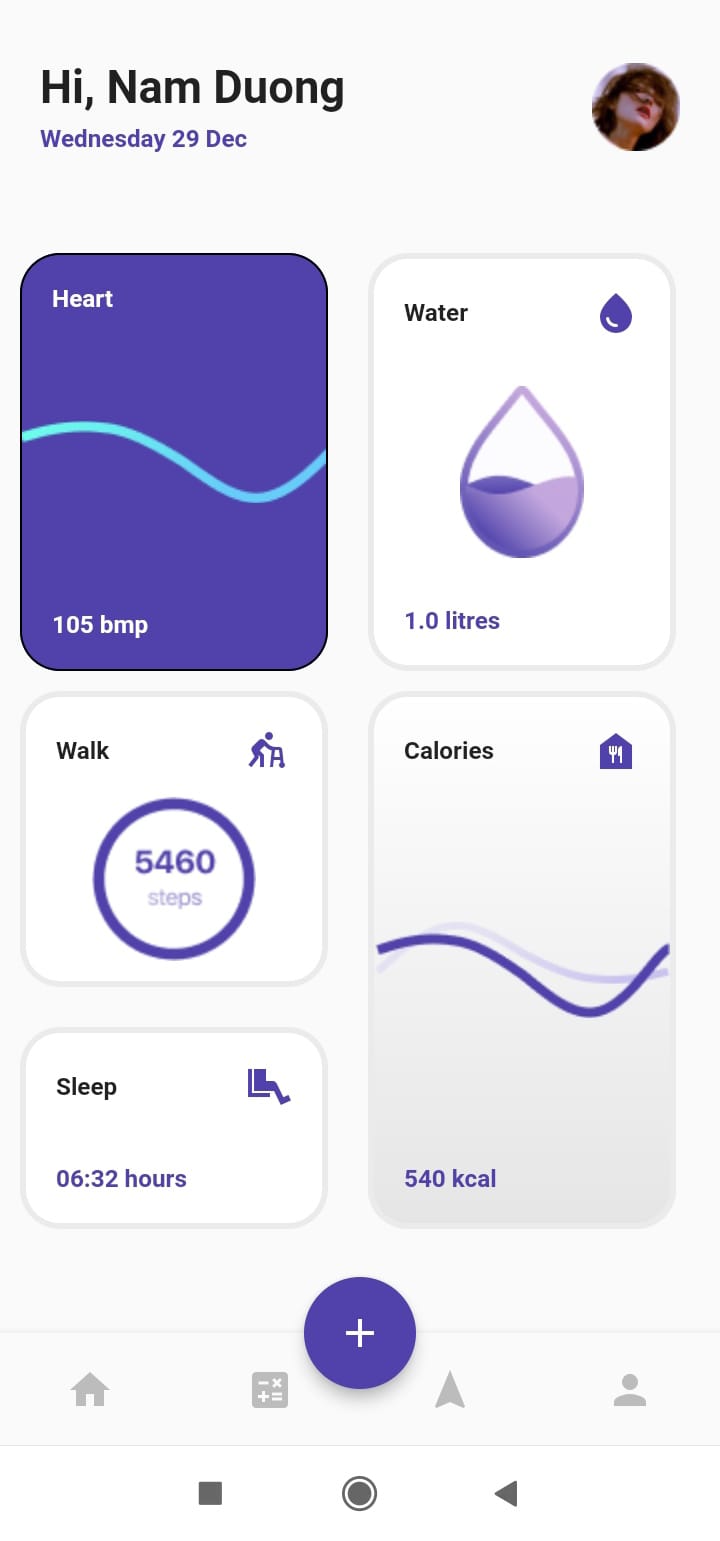 Hi, Nam Duong
Wednesday 29 Dec
Heart
105 bmp
Water
1.0 litres
Walk
5460
steps
Calories
540 kcal
Sleep
06:32 hours